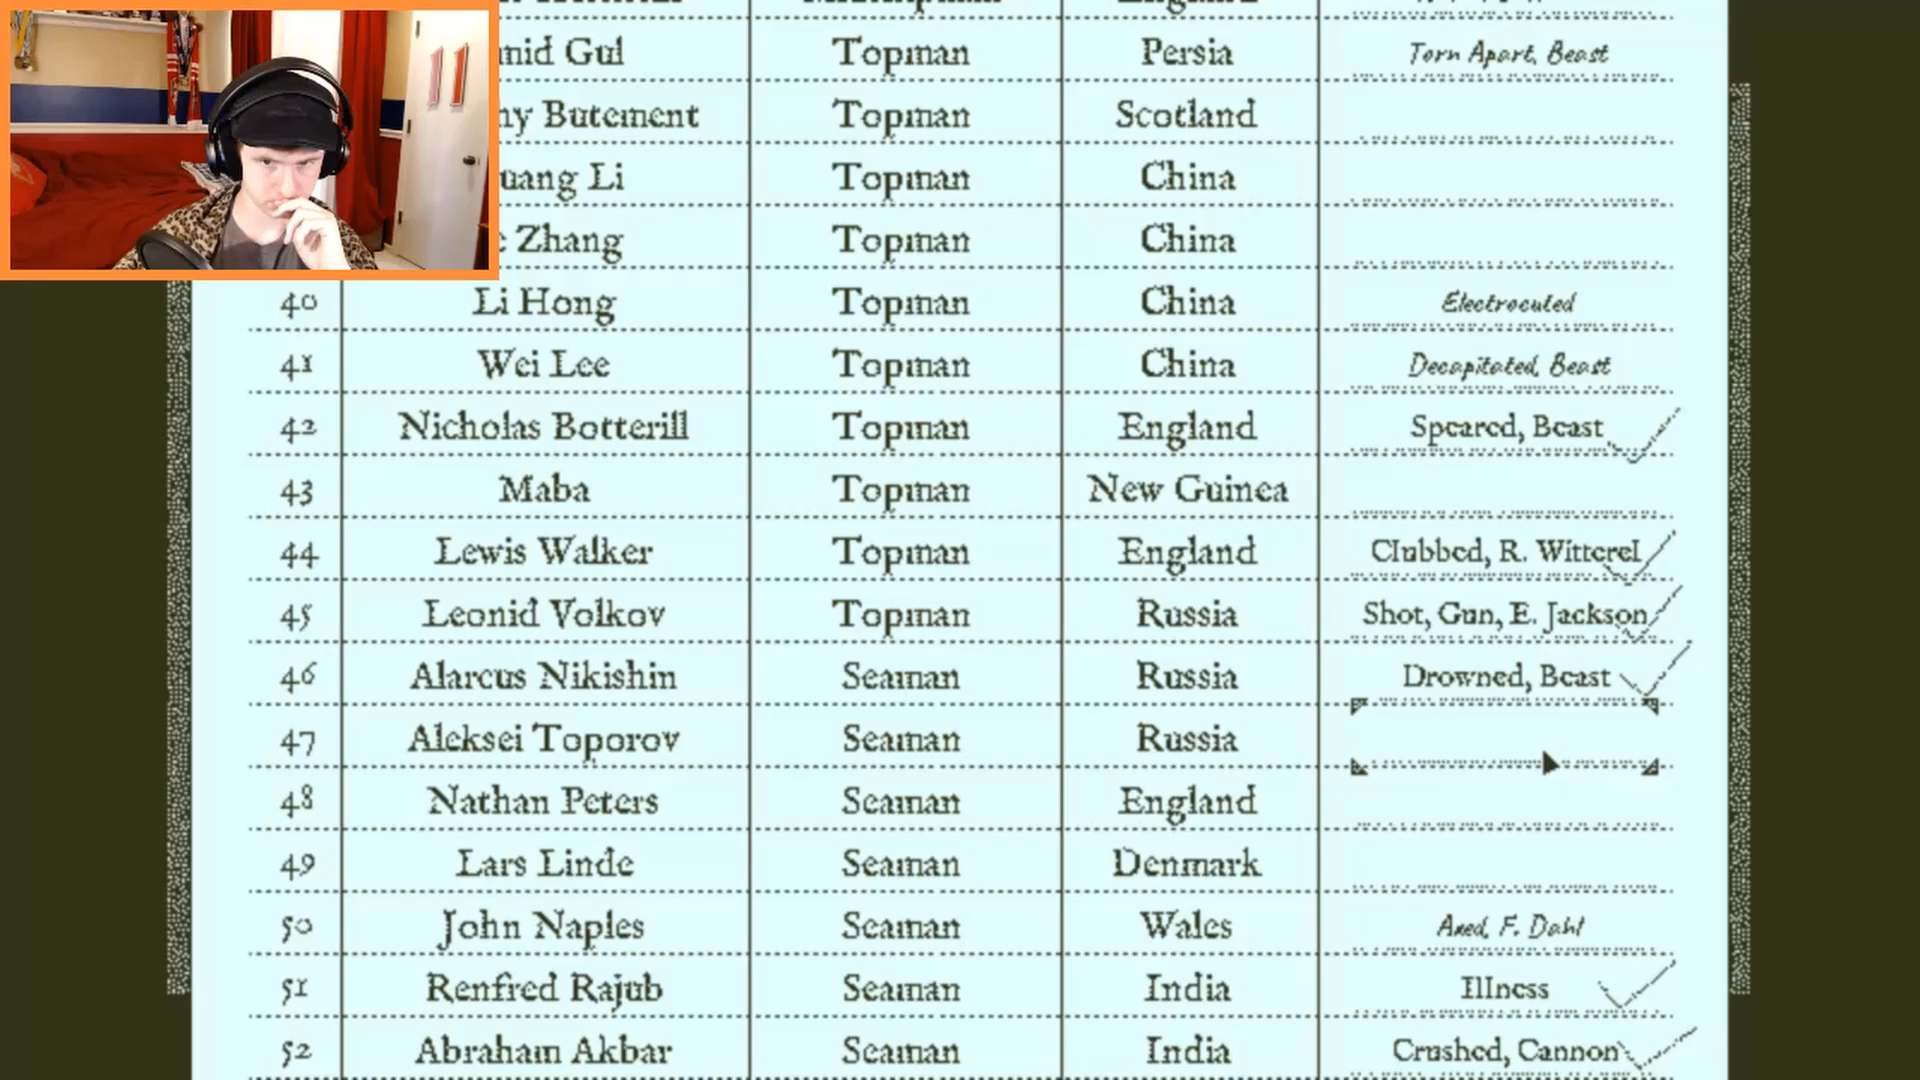 11
mid Gul Topman Persia Torn Apart, Beast
ny Butement Topman Scotland
uang Li Topman China
Zhang Topman China
40 Li Hong Topman China Electrocuted
41 Wei Lee Topman China Decapitated, Beast
42 Nicholas Botterill Topman England Speared, Beast
43 Maba Topman New Guinea
44 Lewis Walker Topman England Clubbed, R. Witterel
45 Leonid Volkov Topman Russia Shot, Gun, E. Jackson
46 Alarcus Nikishin Seaman Russia Drowned, Beast
47 Aleksei Toporov Seaman Russia
48 Nathan Peters Seaman England
49 Lars Linde Seaman Denmark
50 John Naples Seaman Wales Axed, F. Dahl
51 Renfred Rajub Seaman India Illness
52 Abraham Akbar Seaman India Crushed, Cannon